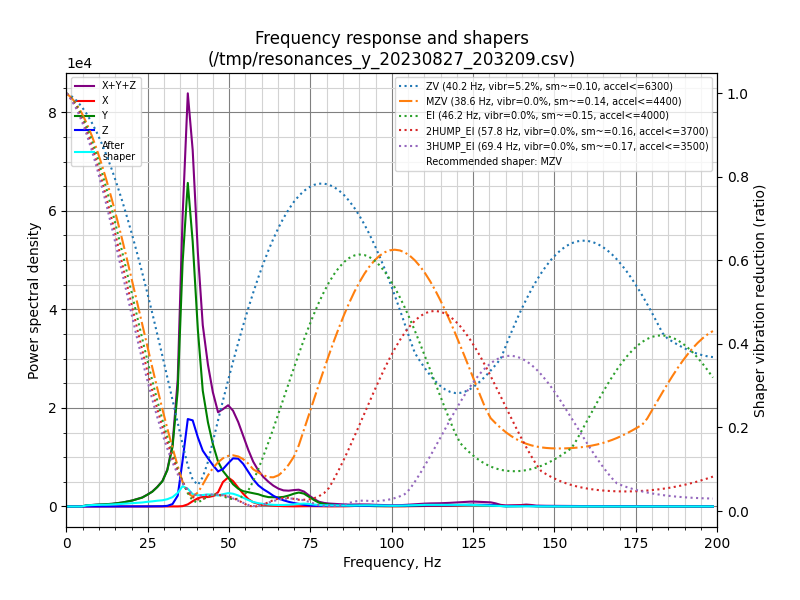 Frequency response and shapers
(/tmp/resonances_y_20230827_203209.csv)
1e4
X+Y+Z
X
Y
Z
After
shaper
ZV (40.2 Hz, vibr=5.2%, sm~=0.10, accel<=6300)
MZV (38.6 Hz, vibr=0.0%, sm~=0.14, accel<=4400)
EI (46.2 Hz, vibr=0.0%, sm~=0.15, accel<=4000)
2HUMP_EI (57.8 Hz, vibr=0.0%, sm~=0.16, accel<=3700)
3HUMP_EI (69.4 Hz, vibr=0.0%, sm~=0.17, accel<=3500)
Recommended shaper: MZV
Power spectral density
8
6
4
2
0
1.0
0.8
0.6
0.4
0.2
0.0
Shaper vibration reduction (ratio)
0 25 50 75 100 125 150 175 200
Frequency, Hz